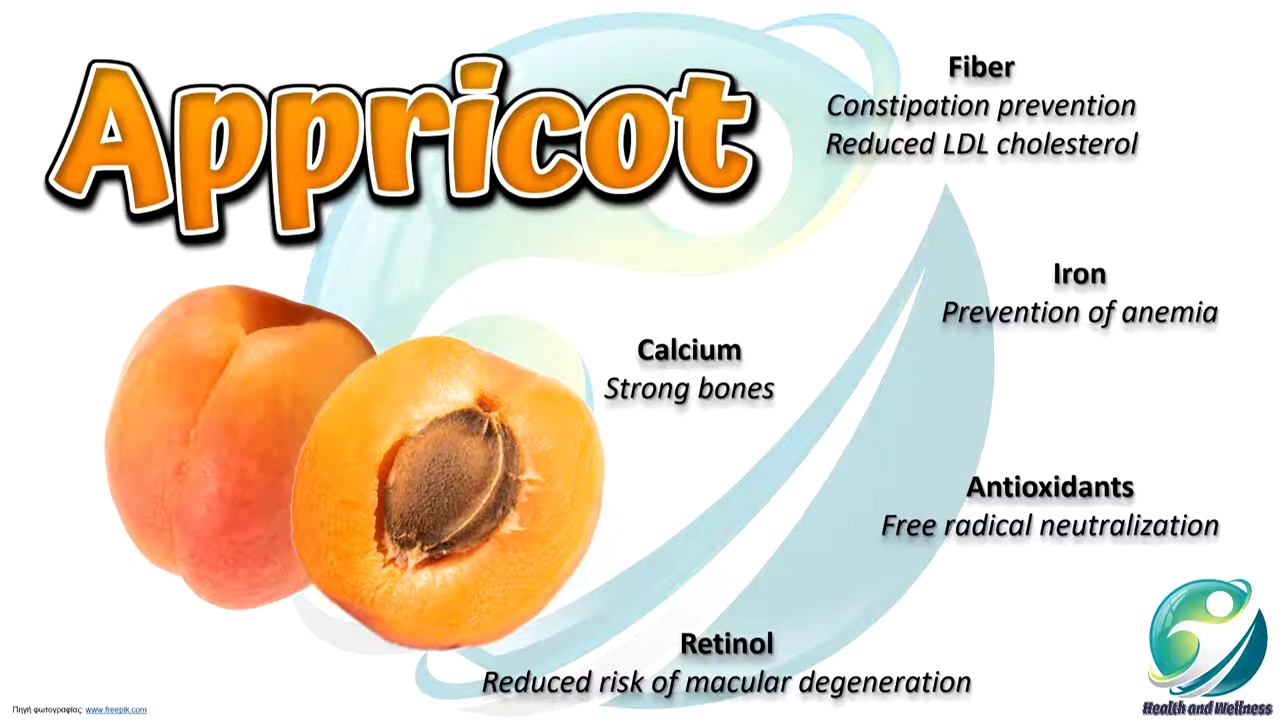 Appricot
Fiber
Constipation prevention
Reduced LDL cholesterol
Iron
Prevention of anemia
Calcium
Strong bones
Antioxidants
Free radical neutralization
Retinol
Reduced risk of macular degeneration
Health and Wellness
Πηγή φωτογραφίας: www.freepik.com